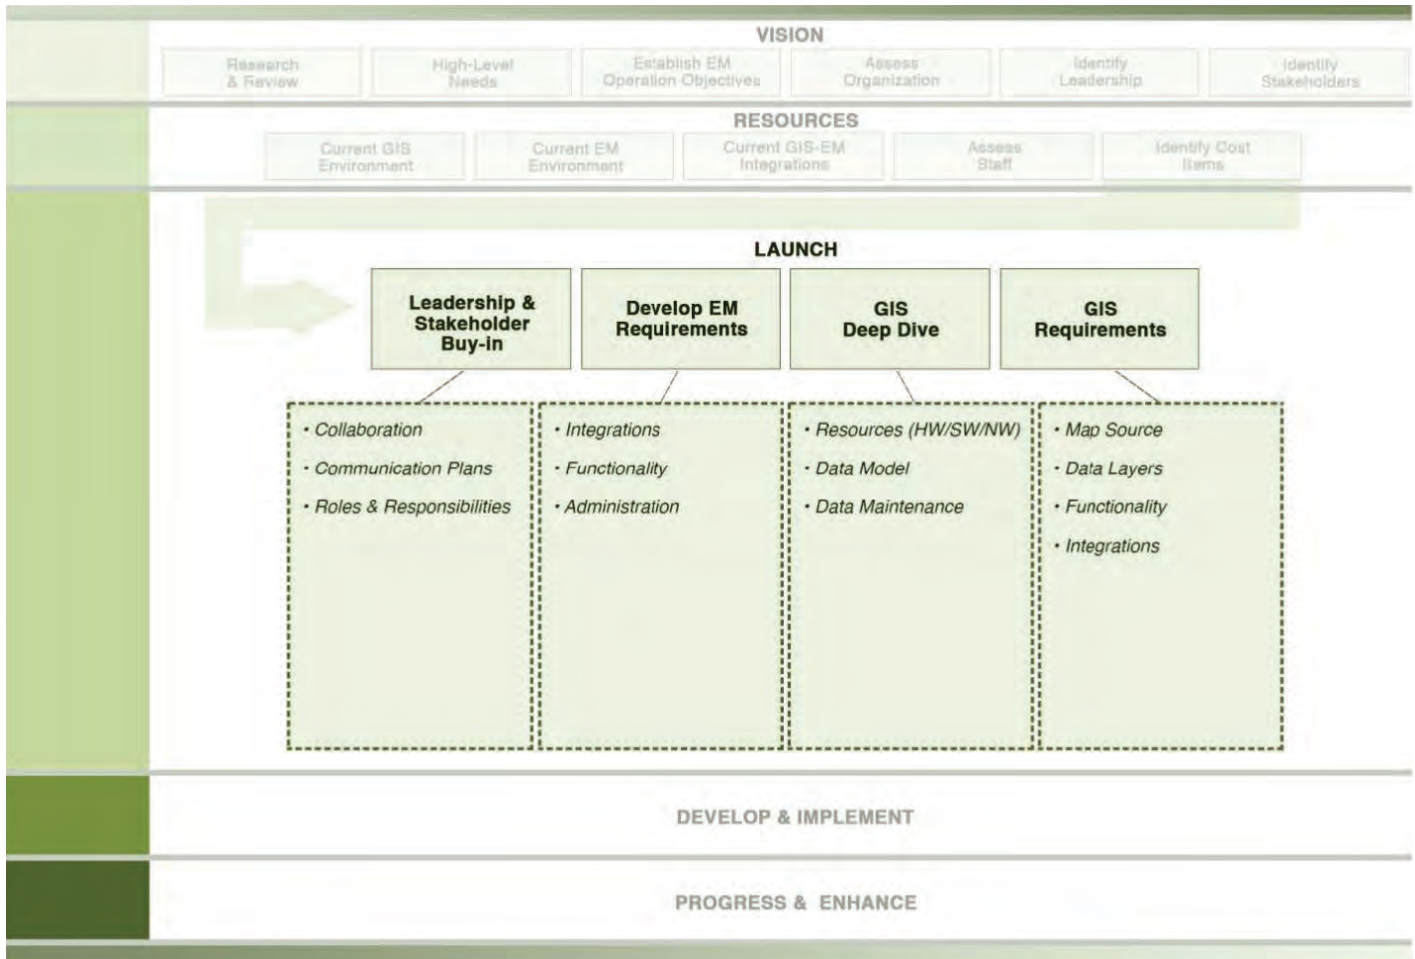 VISION
Research
& Review
High-Level
Needs
Establish EM
Operation Objectives
Assess
Organization
Identify
Leadership
Identify
Stakeholders
RESOURCES
Current GIS
Environment
Current EM
Environment
Current GIS-EM
Integrations
Assess
Staff
Identify Cost
Items
LAUNCH
Leadership &
Stakeholder
Buy-in
Develop EM
Requirements
GIS
Deep Dive
GIS
Requirements
• Collaboration
• Communication Plans
• Roles & Responsibilities
• Integrations
• Functionality
• Administration
• Resources (HW/SW/NW)
• Data Model
• Data Maintenance
• Map Source
• Data Layers
• Functionality
• Integrations
DEVELOP & IMPLEMENT
PROGRESS & ENHANCE